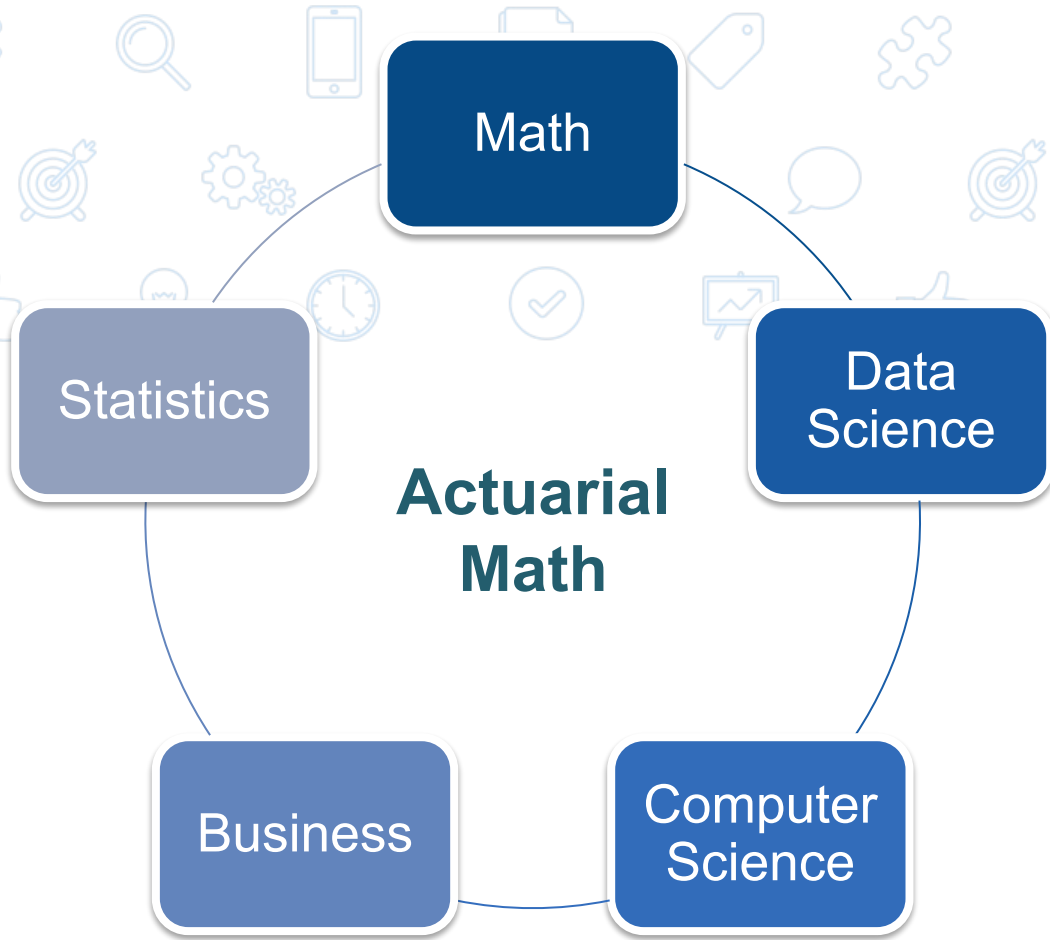 Math
Data
Science
Statistics
Actuarial
Math
Computer
Science
Business